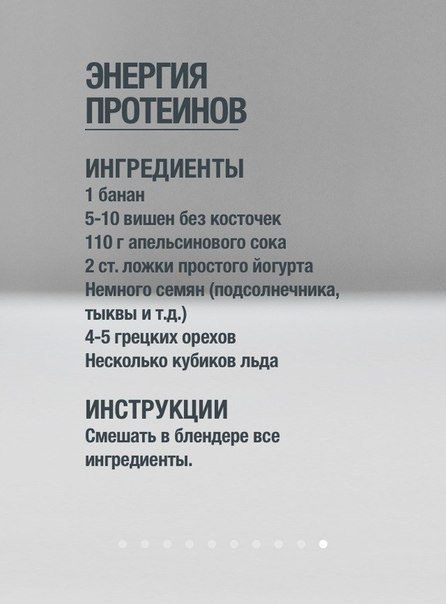 ЭНЕРГИЯ
ПРОТЕИНОВ
ИНГРЕДИЕНТЫ
1 банан
5-10 вишен без косточек
110 г апельсинового сока
2 ст. ложки простого йогурта
Немного семян (подсолнечника,
тыквы и т.д.)
4-5 грецких орехов
Несколько кубиков льда
ИНСТРУКЦИИ
Смешать в блендере все
ингредиенты.